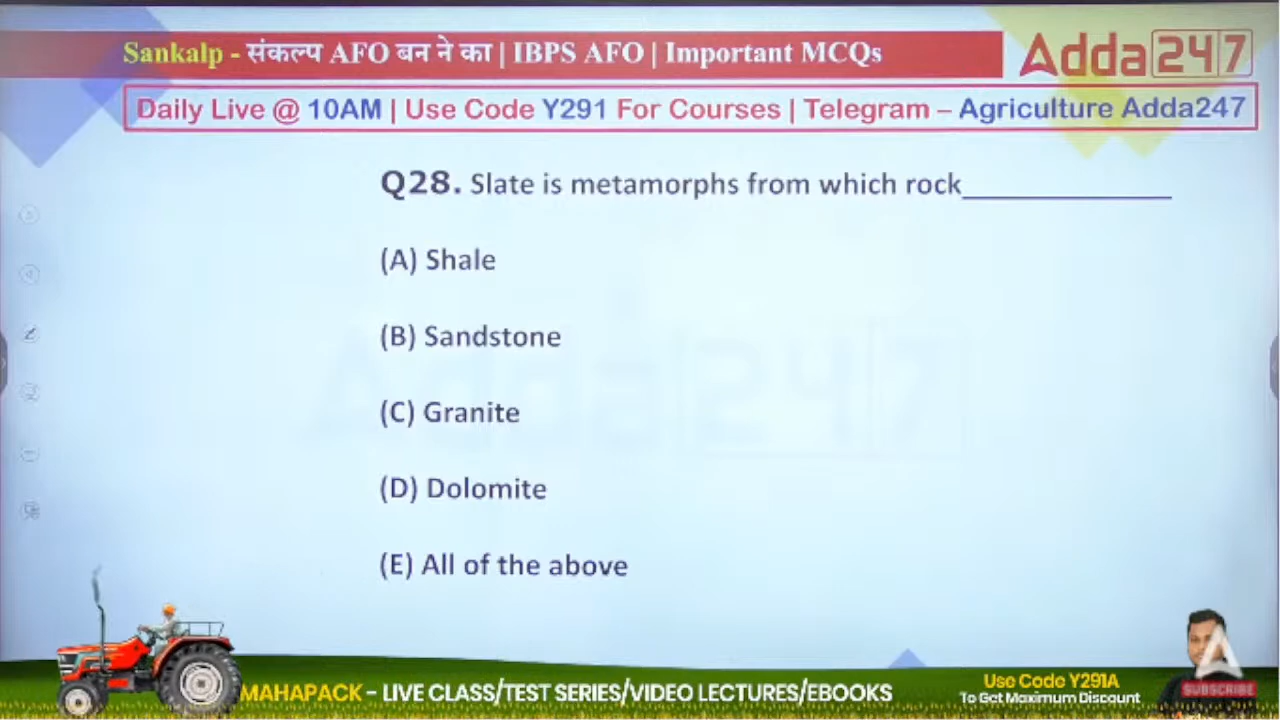 Sankalp - संकल्प AFO बन ने का | IBPS AFO | Important MCQs
Adda247
Daily Live @ 10AM | Use Code Y291 For Courses | Telegram – Agriculture Adda247
Q28. Slate is metamorphs from which rock____________
(A) Shale
(B) Sandstone
(C) Granite
(D) Dolomite
(E) All of the above
Adda247
MAHAPACK - LIVE CLASS/TEST SERIES/VIDEO LECTURES/EBOOKS
Use Code Y291A
To Get Maximum Discount
SUBSCRIBE